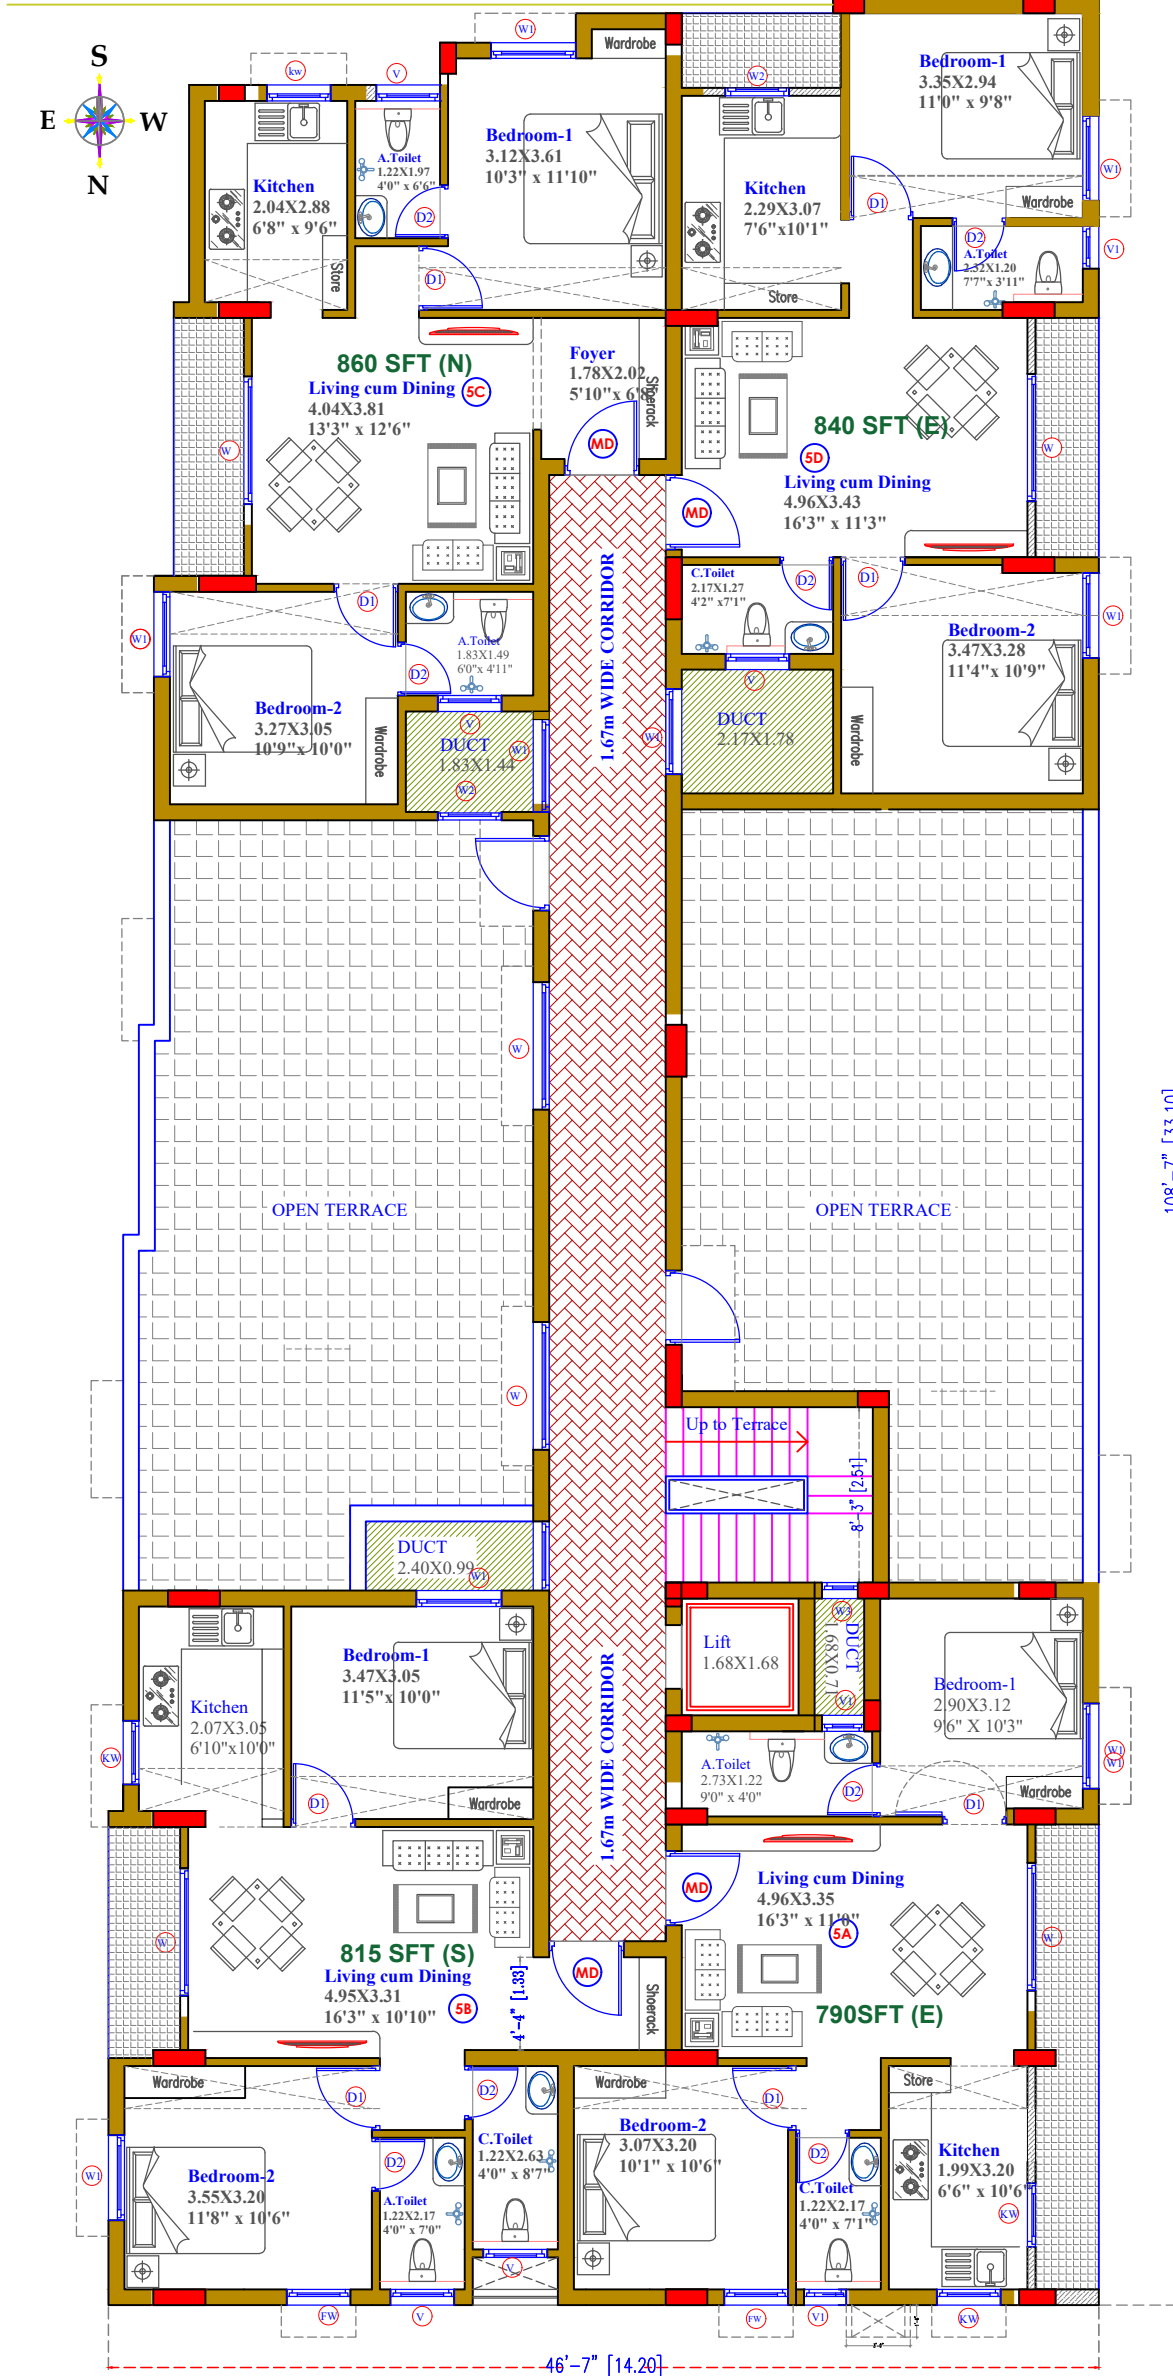 S
E
W
N
W1
Wardrobe
kw
V
Bedroom-1
3.12X3.61
10'3" x 11'10"
A.Toilet
1.22X1.97
4'0" x 6'6"
D2
Kitchen
2.04X2.88
6'8" x 9'6"
Store
D1
W2
Kitchen
2.29X3.07
7'6"x10'1"
Store
Bedroom-1
3.35X2.94
11'0" x 9'8"
W1
D1
Wardrobe
D2
V1
A.Toilet
2.32X1.20
7'7"x 3'11"
860 SFT (N)
Living cum Dining
5C
4.04X3.81
13'3" x 12'6"
W
Foyer
1.78X2.02
5'10"x 6'8"
Shoerack
MD
840 SFT (E)
5D
Living cum Dining
4.96X3.43
16'3" x 11'3"
W
MD
1.67m WIDE CORRIDOR
D1
W1
A.Toilet
1.83X1.49
6'0"x 4'11"
D2
Bedroom-2
3.27X3.05
10'9"x 10'0"
Wardrobe
V
DUCT
1.83X1.44
W1
W2
C.Toilet
2.17X1.27
4'2" x7'1"
D2
D1
V
W1
DUCT
2.17X1.78
Bedroom-2
3.47X3.28
11'4" x 10'9"
W1
Wardrobe
W
OPEN TERRACE
OPEN TERRACE
108'-7" [33.10]
W
Up to Terrace
8'-3" [2.51]
DUCT
2.40X0.99
W1
Bedroom-1
3.47X3.05
11'5"x 10'0"
Kitchen
2.07X3.05
6'10"x10'0"
KW
D1
Wardrobe
1.67m WIDE CORRIDOR
Lift
1.68X1.68
W3
DUCT
1.68X0.71
V1
Bedroom-1
2.90X3.12
9'6" X 10'3"
W1
W1
A.Toilet
2.73X1.22
9'0" x 4'0"
D2
D1
Wardrobe
MD
Living cum Dining
4.96X3.35
16'3" x 11'0"
5A
W
790SFT (E)
W
815 SFT (S)
Living cum Dining
4.95X3.31
16'3" x 10'10"
5B
4'-4" [1.33]
MD
Shoerack
Wardrobe
D1
D2
Wardrobe
D1
Store
W1
Bedroom-2
3.55X3.20
11'8" x 10'6"
D2
A.Toilet
1.22X2.17
4'0" x 7'0"
C.Toilet
1.22X2.63
4'0" x 8'7"
Bedroom-2
3.07X3.20
10'1" x 10'6"
D2
C.Toilet
1.22X2.17
4'0" x 7'1"
Kitchen
1.99X3.20
6'6" x 10'6"
KW
V
FW
V
FW
V1
KW
46'-7" [14.20]